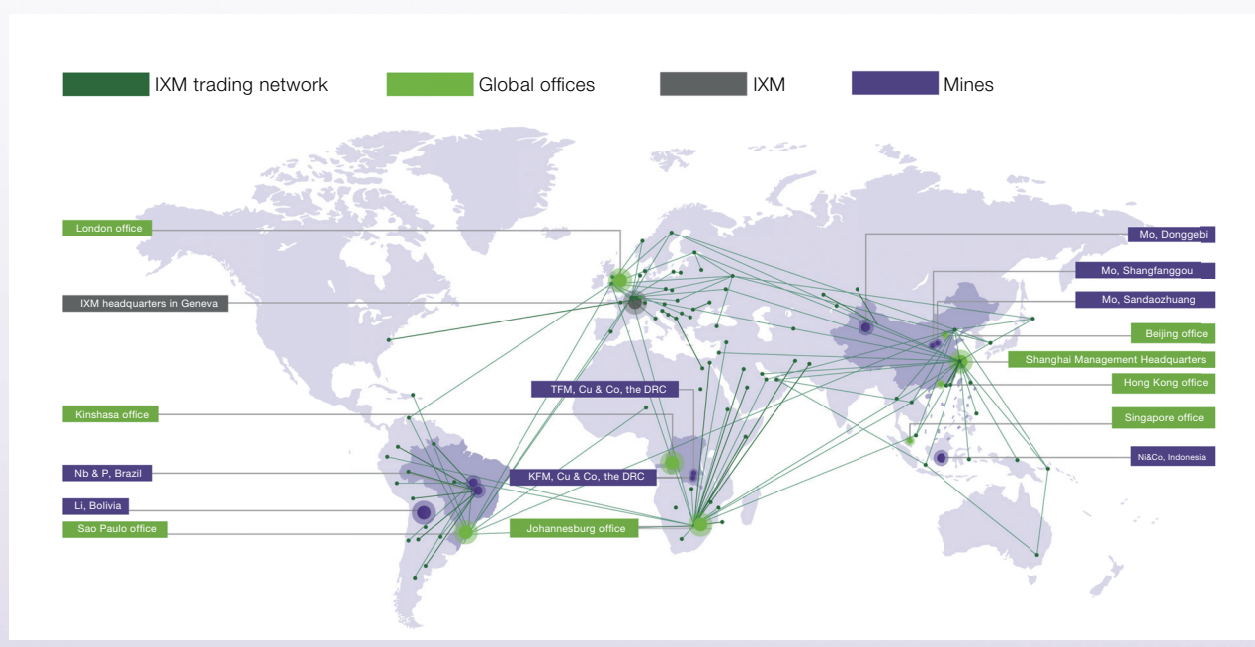 IXM trading network
Global offices
IXM
Mines
London office
IXM headquarters in Geneva
Kinshasa office
Nb & P, Brazil
Li, Bolivia
Sao Paulo office
TFM, Cu & Co, the DRC
KFM, Cu & Co, the DRC
Johannesburg office
Mo, Donggebi
Mo, Shangfanggou
Mo, Sandaozhuang
Beijing office
Shanghai Management Headquarters
Hong Kong office
Singapore office
Ni&Co, Indonesia